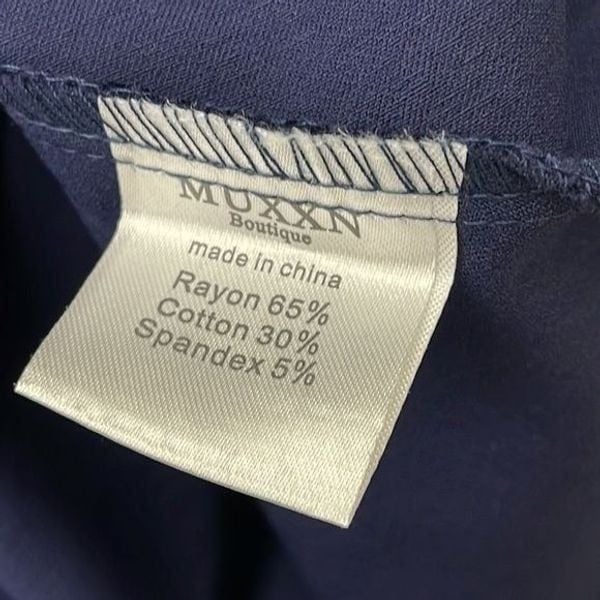 MUXXN
Boutique
made in china
Rayon 65%
Cotton 30%
Spandex 5%